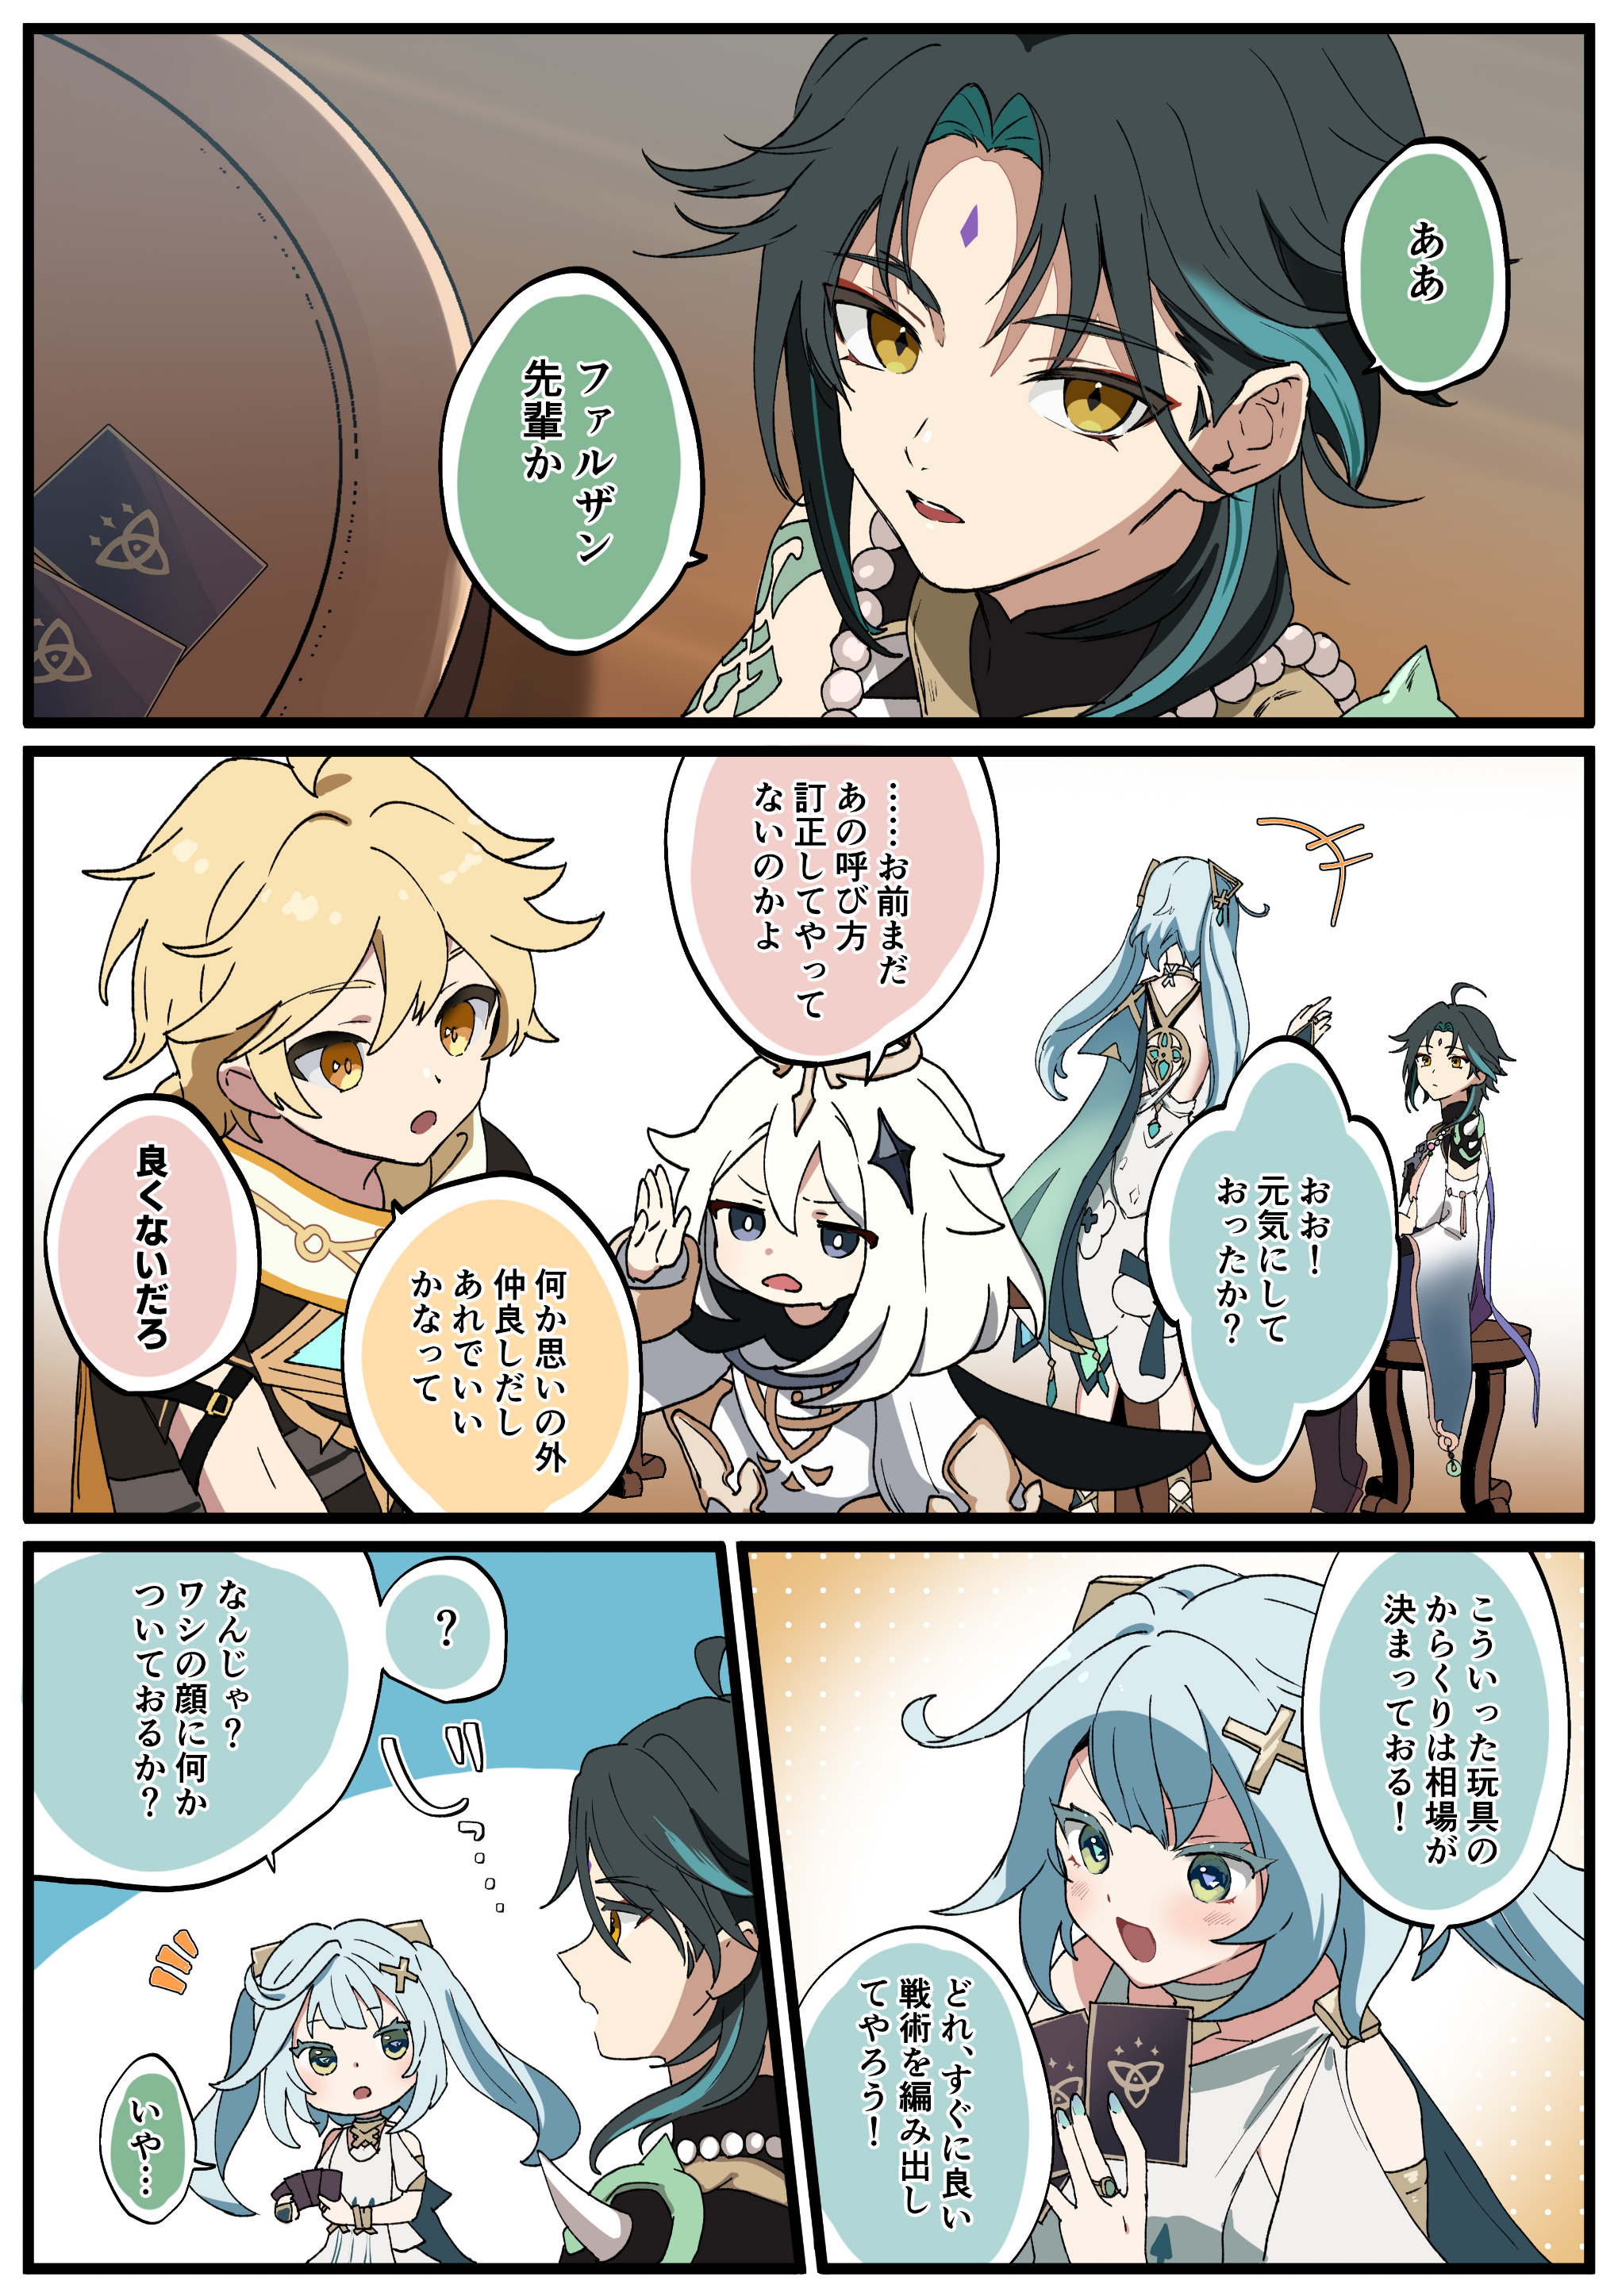 ああ
ファルザン
先輩か
おお！
元気にして
おったか？
……お前まだ
あの呼び方
訂正してやって
ないのかよ
何か思いの外
仲良しだし
あれでいい
かなって
良くないだろ
こういった玩具の
からくりは相場が
決まっておる！
どれ、すぐに良い
戦術を編み出し
てやろう！
？
なんじゃ？
ワシの顔に何か
ついておるか？
じ…
いや…